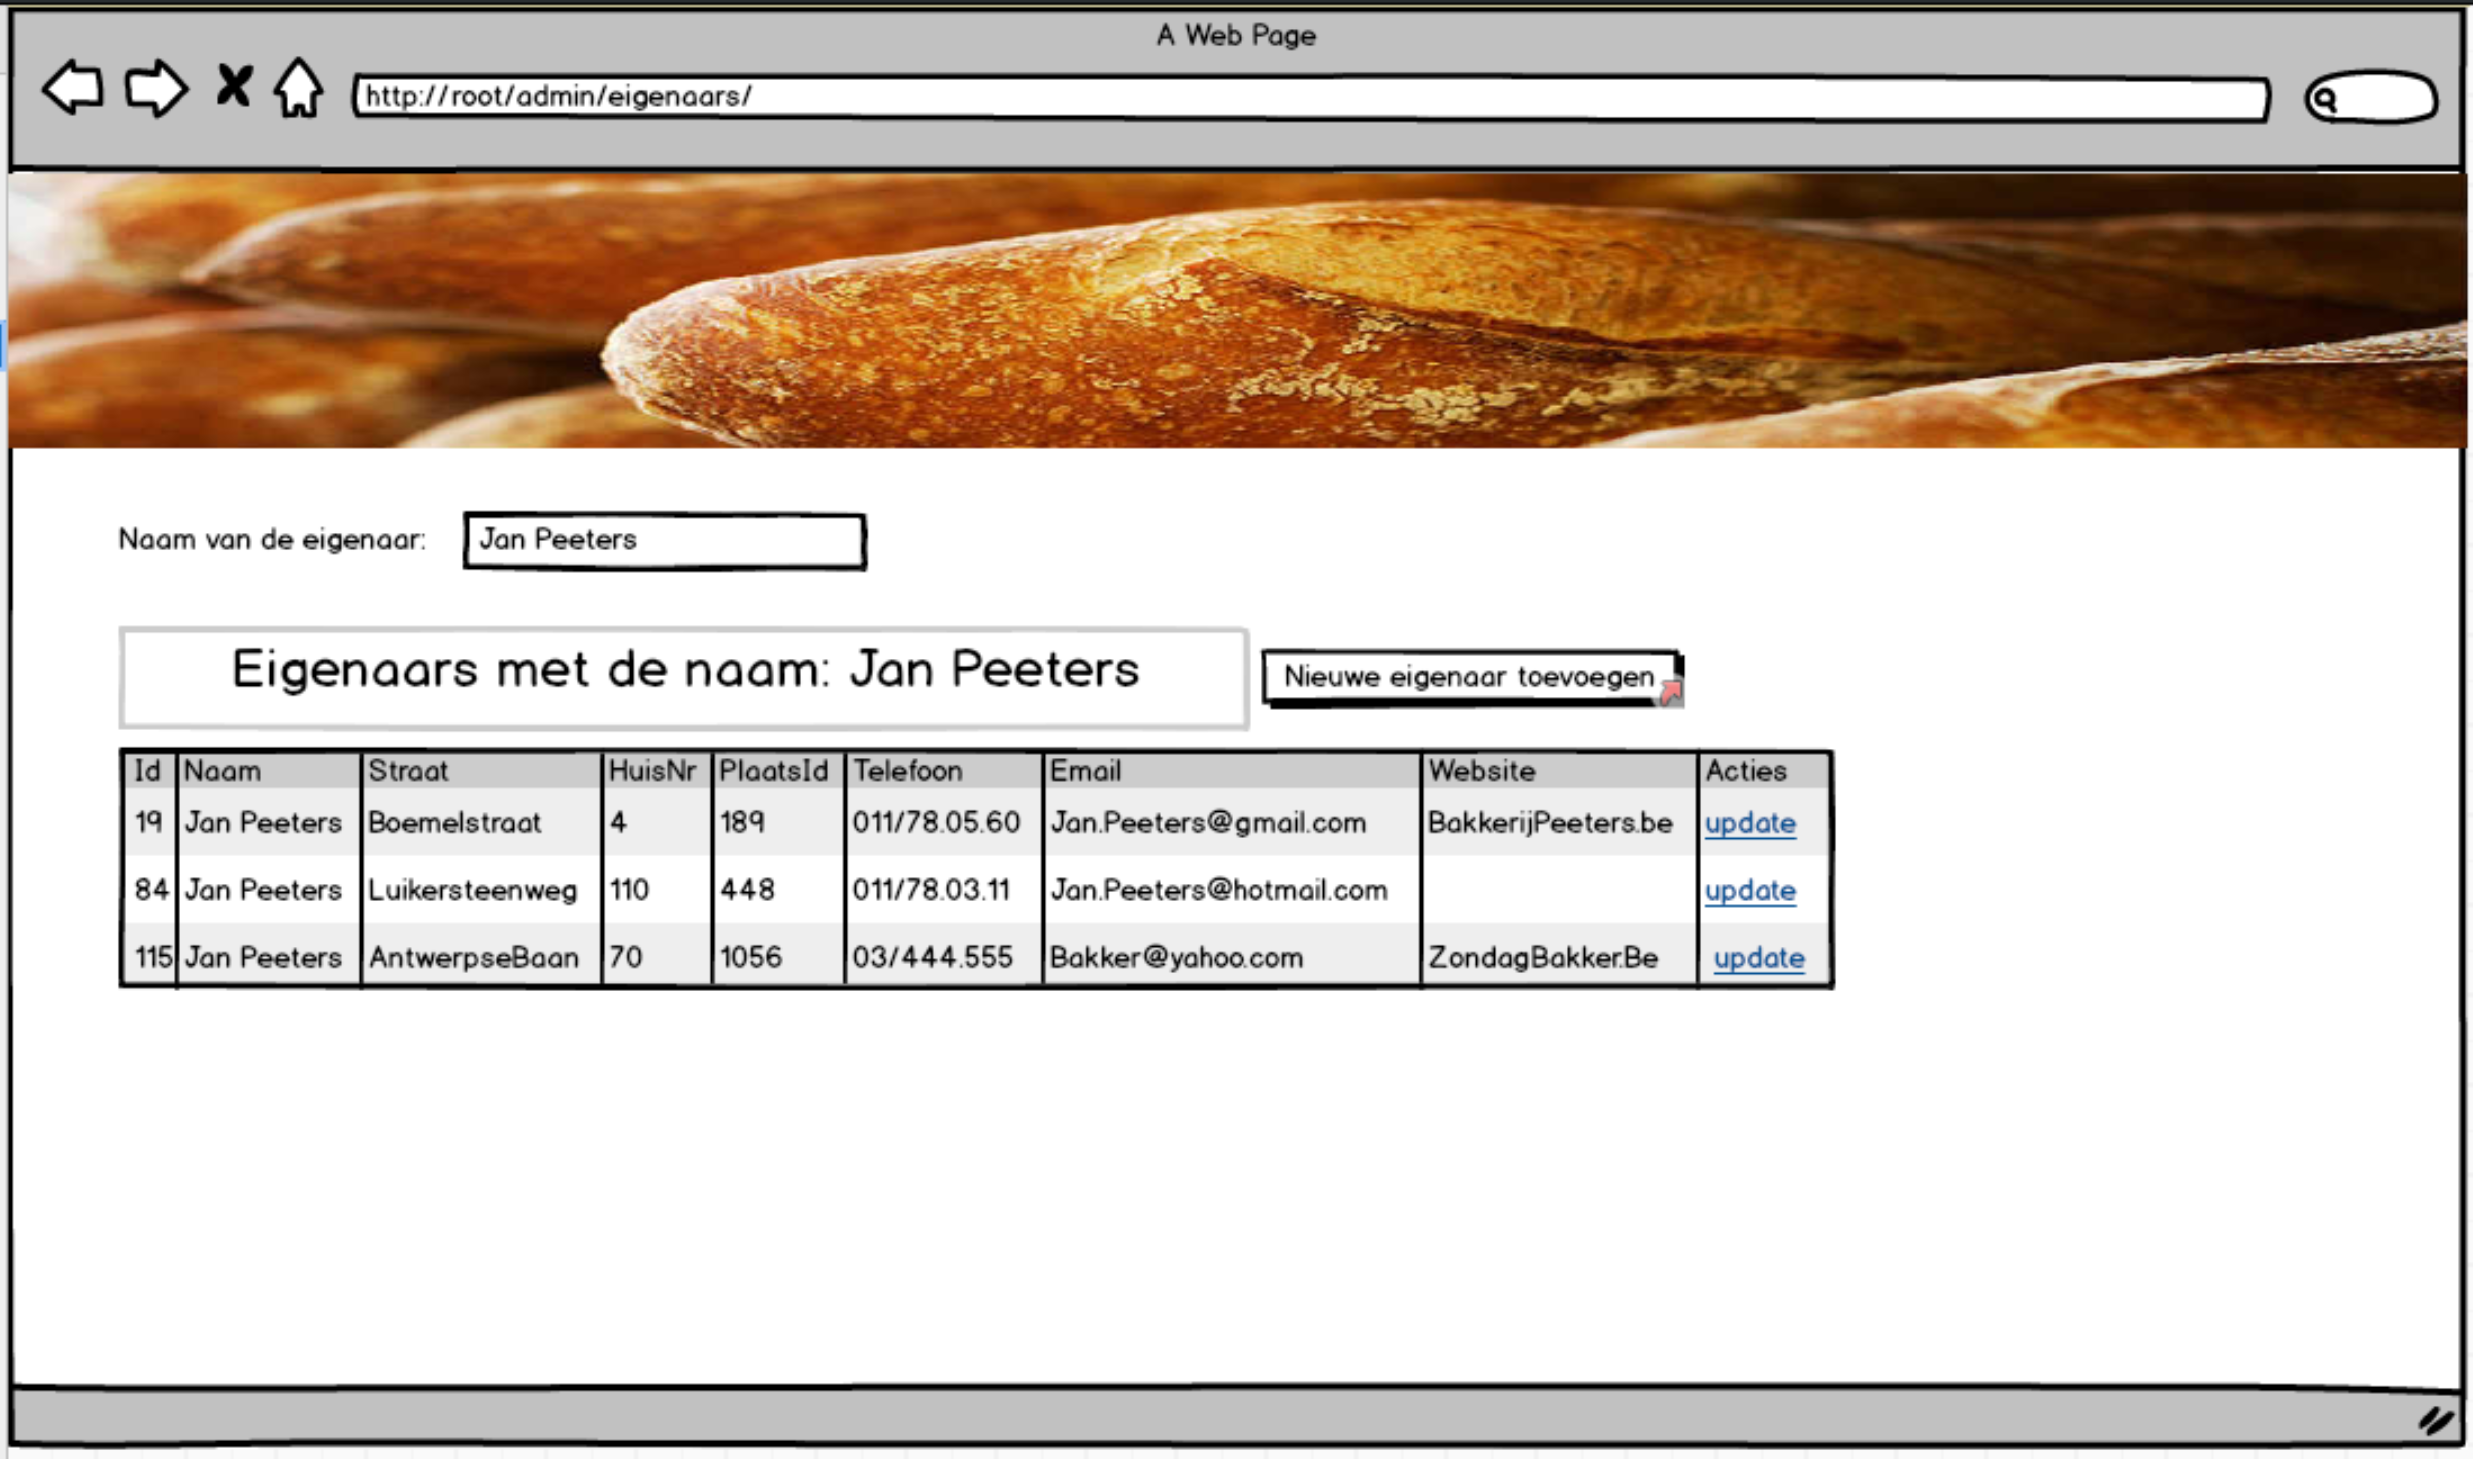 A Web Page
http://root/admin/eigenaars/
Naam van de eigenaar: Jan Peeters
Eigenaars met de naam: Jan Peeters
Nieuwe eigenaar toevoegen
Id Naam Straat HuisNr PlaatsId Telefoon Email Website Acties
19 Jan Peeters Boemelstraat 4 189 011/78.05.60 Jan.Peeters@gmail.com BakkerijPeeters.be update
84 Jan Peeters Luikersteenweg 110 448 011/78.03.11 Jan.Peeters@hotmail.com update
115 Jan Peeters AntwerpseBaan 70 1056 03/444.555 Bakker@yahoo.com ZondagBakker.Be update